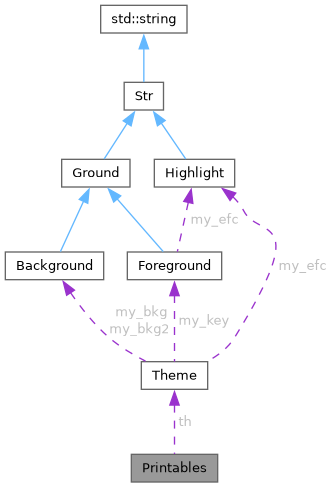 std::string
Str
Ground
Highlight
my_efc
Background
Foreground
my_efc
my_bkg
my_bkg2
my_key
Theme
th
Printables